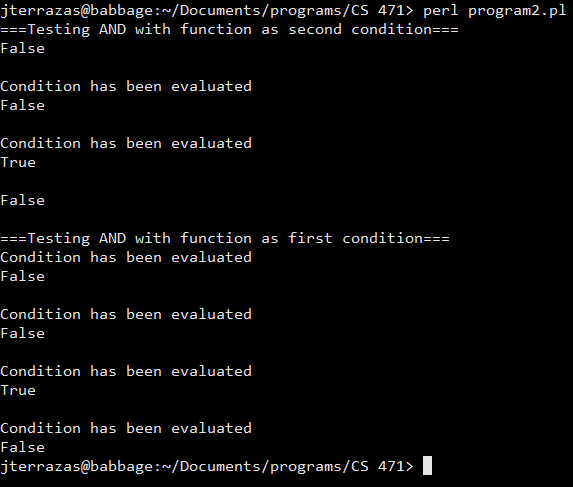 jterrazas@babbage:~/Documents/programs/CS 471> perl program2.pl
===Testing AND with function as second condition===
False
Condition has been evaluated
False
Condition has been evaluated
True
False
===Testing AND with function as first condition===
Condition has been evaluated
False
Condition has been evaluated
False
Condition has been evaluated
True
Condition has been evaluated
False
jterrazas@babbage:~/Documents/programs/CS 471>